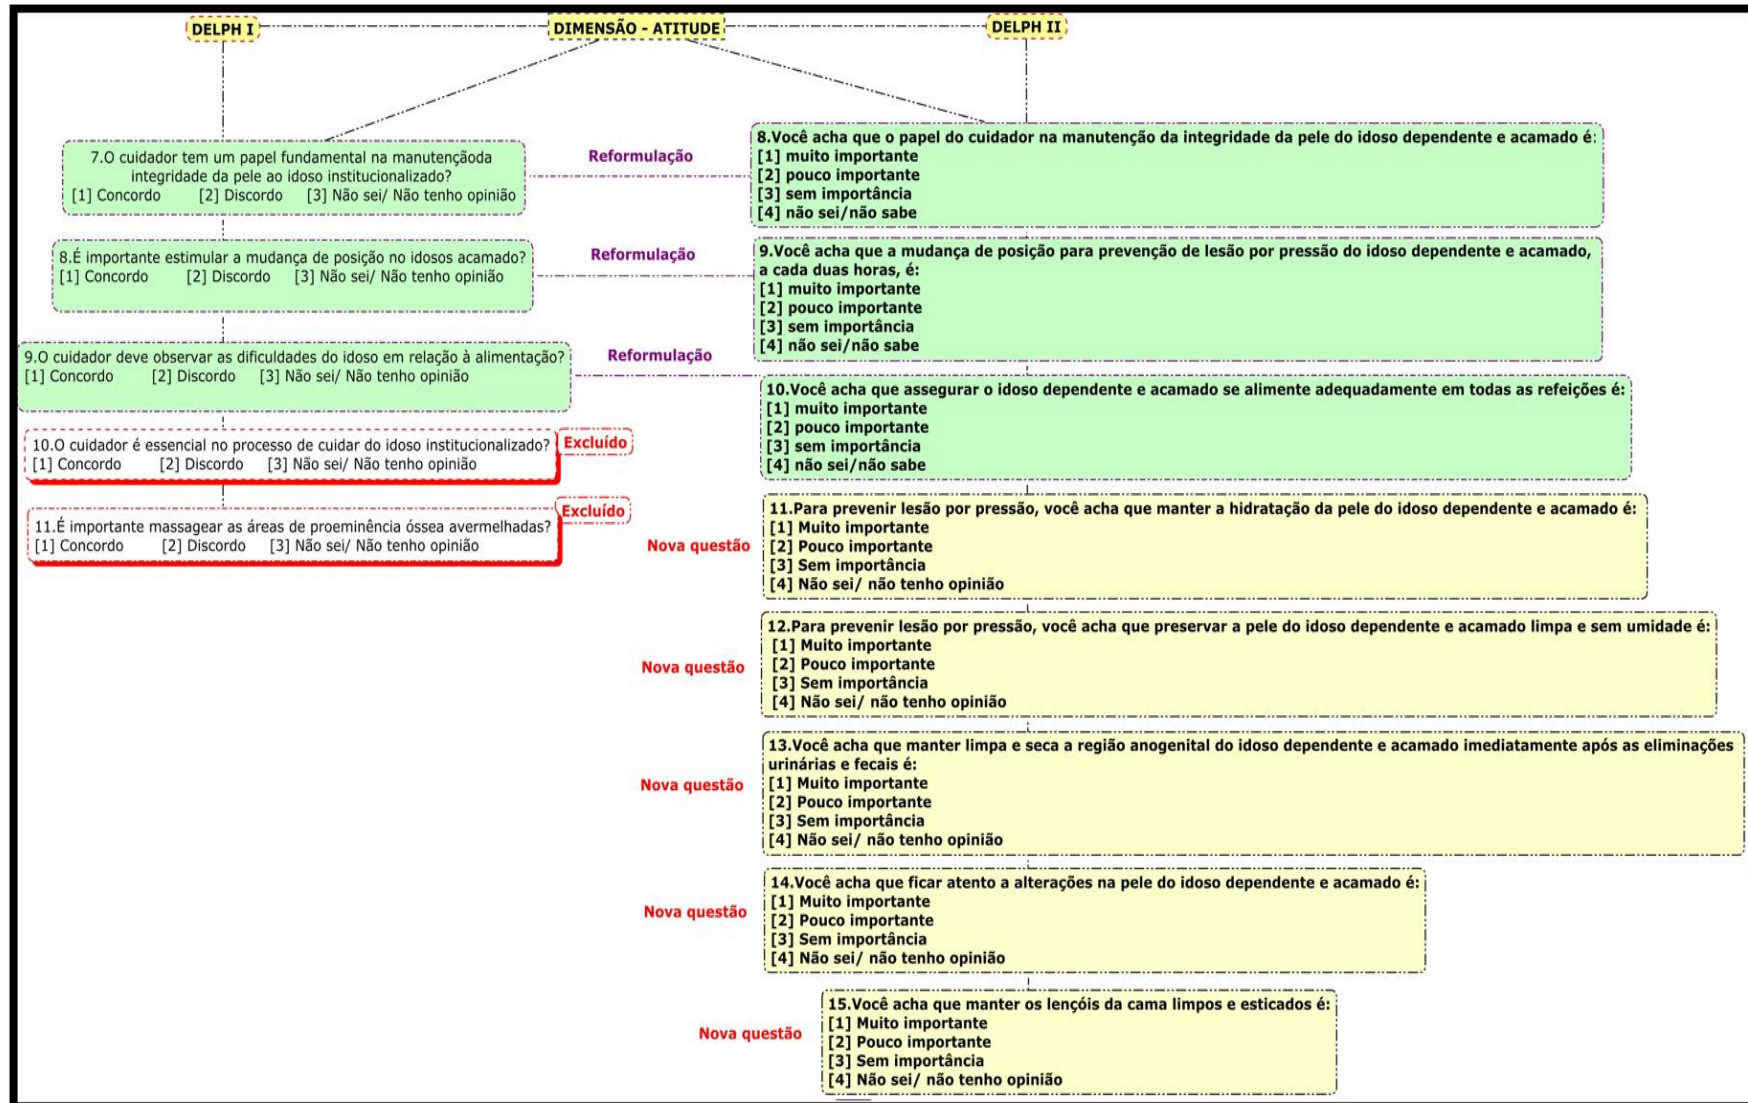 DELPH I
DIMENSÃO - ATITUDE
DELPH II
7.O cuidador tem um papel fundamental na manutençãoda
integridade da pele ao idoso institucionalizado?
[1] Concordo [2] Discordo [3] Não sei/ Não tenho opinião
Reformulação
8.Você acha que o papel do cuidador na manutenção da integridade da pele do idoso dependente e acamado é:
[1] muito importante
[2] pouco importante
[3] sem importância
[4] não sei/não sabe
8.É importante estimular a mudança de posição no idosos acamado?
[1] Concordo [2] Discordo [3] Não sei/ Não tenho opinião
Reformulação
9.Você acha que a mudança de posição para prevenção de lesão por pressão do idoso dependente e acamado,
a cada duas horas, é:
[1] muito importante
[2] pouco importante
[3] sem importância
[4] não sei/não sabe
9.O cuidador deve observar as dificuldades do idoso em relação à alimentação?
[1] Concordo [2] Discordo [3] Não sei/ Não tenho opinião
Reformulação
10.Você acha que assegurar o idoso dependente e acamado se alimente adequadamente em todas as refeições é:
[1] muito importante
[2] pouco importante
[3] sem importância
[4] não sei/não sabe
10.O cuidador é essencial no processo de cuidar do idoso institucionalizado?
[1] Concordo [2] Discordo [3] Não sei/ Não tenho opinião
Excluído
11.É importante massagear as áreas de proeminência óssea avermelhadas?
[1] Concordo [2] Discordo [3] Não sei/ Não tenho opinião
Excluído
Nova questão
11.Para prevenir lesão por pressão, você acha que manter a hidratação da pele do idoso dependente e acamado é:
[1] Muito importante
[2] Pouco importante
[3] Sem importância
[4] Não sei/ não tenho opinião
Nova questão
12.Para prevenir lesão por pressão, você acha que preservar a pele do idoso dependente e acamado limpa e sem umidade é:
[1] Muito importante
[2] Pouco importante
[3] Sem importância
[4] Não sei/ não tenho opinião
Nova questão
13.Você acha que manter limpa e seca a região anogenital do idoso dependente e acamado imediatamente após as eliminações
urinárias e fecais é:
[1] Muito importante
[2] Pouco importante
[3] Sem importância
[4] Não sei/ não tenho opinião
Nova questão
14.Você acha que ficar atento a alterações na pele do idoso dependente e acamado é:
[1] Muito importante
[2] Pouco importante
[3] Sem importância
[4] Não sei/ não tenho opinião
Nova questão
15.Você acha que manter os lençóis da cama limpos e esticados é:
[1] Muito importante
[2] Pouco importante
[3] Sem importância
[4] Não sei/ não tenho opinião